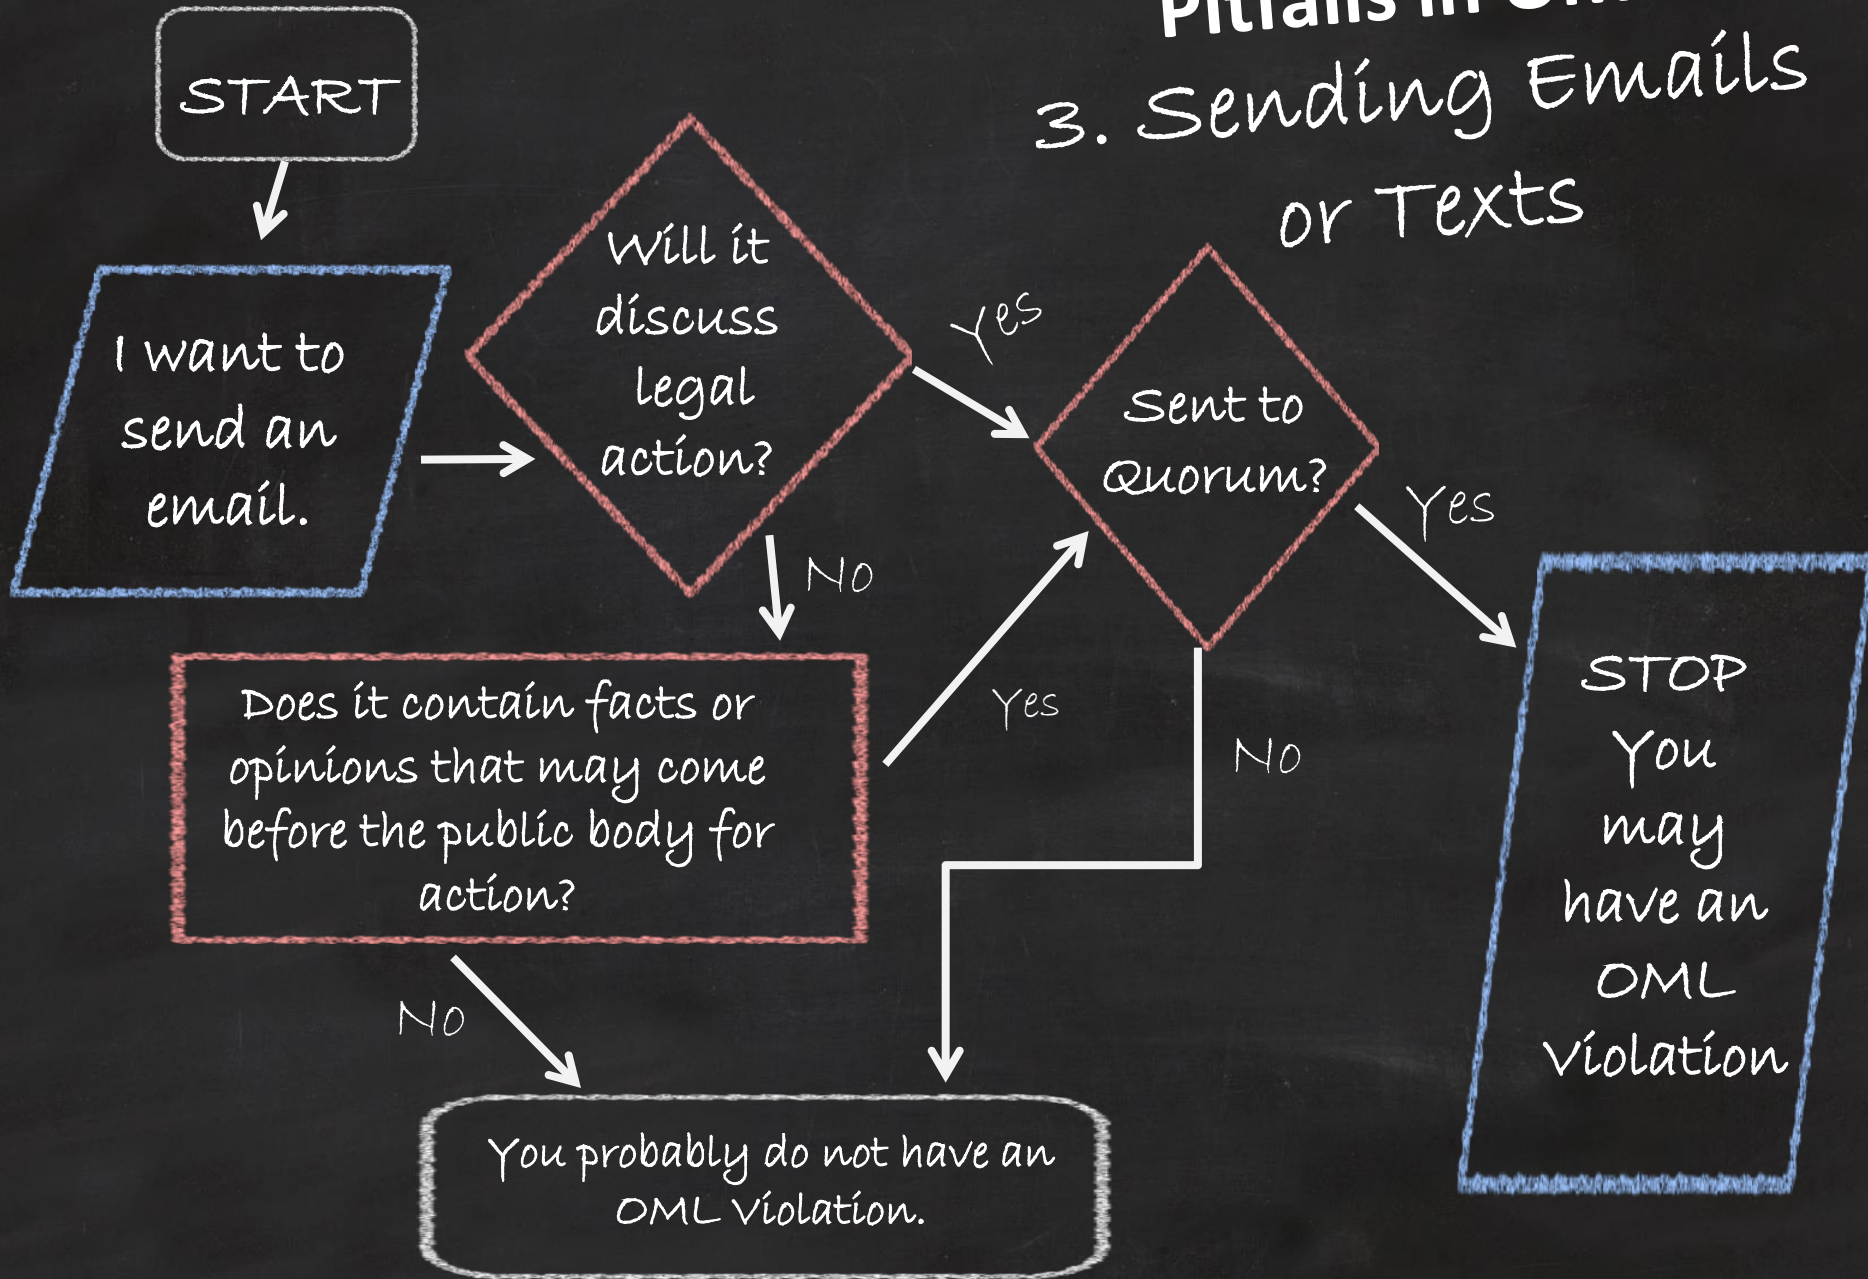 Pitfalls in
3. Sending Emails
or Texts
START
I want to
send an
email.
Will it
discuss
legal
action?
Yes
No
Sent to
Quorum?
Yes
No
Does it contain facts or
opinions that may come
before the public body for
action?
Yes
No
STOP
You
may
have an
OML
Violation
You probably do not have an
OML Violation.